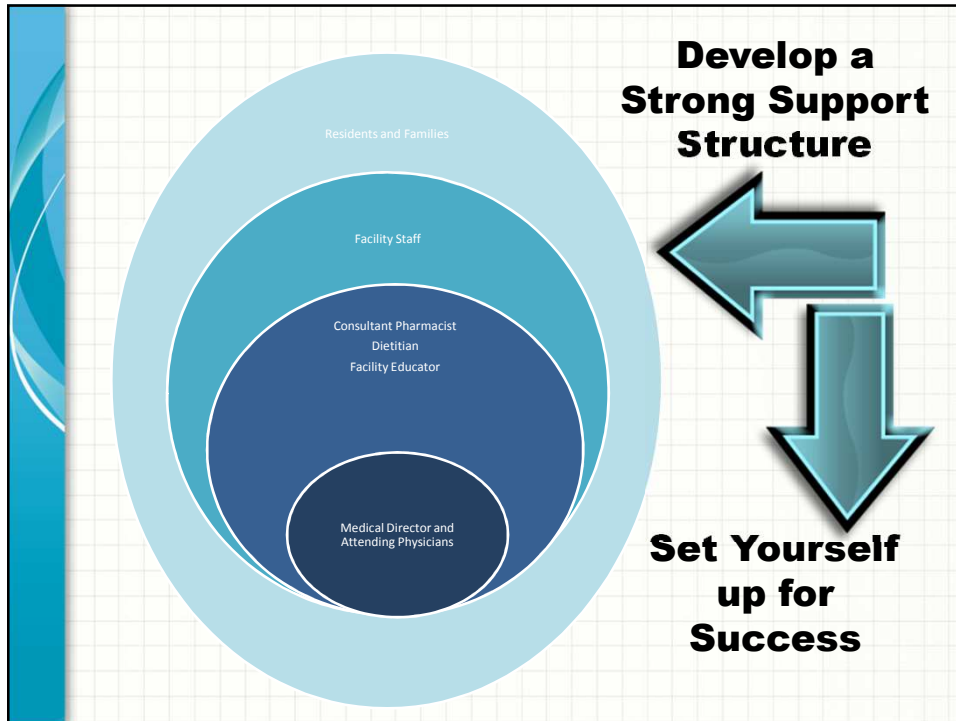 Develop a
Strong Support
Structure
Residents and Families
Facility Staff
Consultant Pharmacist
Dietitian
Facility Educator
Medical Director and
Attending Physicians
Set Yourself
up for
Success